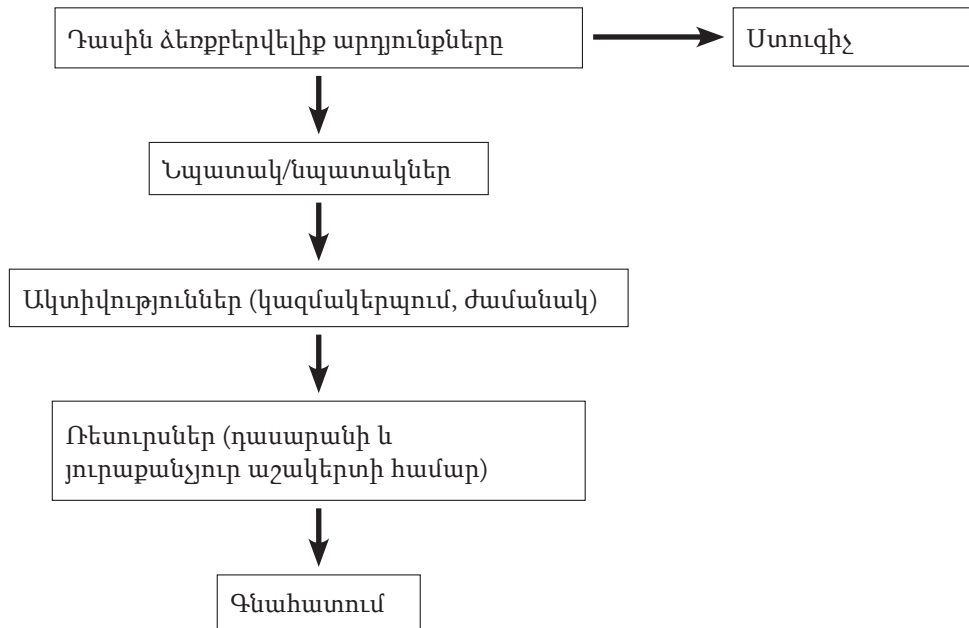 Դասին ձեռքբերվելիք արդյունքները
Ստուգիչ
Նպատակ/նպատակներ
Ակտիվություններ (կազմակերպում, ժամանակ)
Ռեսուրսներ (դասարանի և
յուրաքանչյուր աշակերտի համար)
Գնահատում